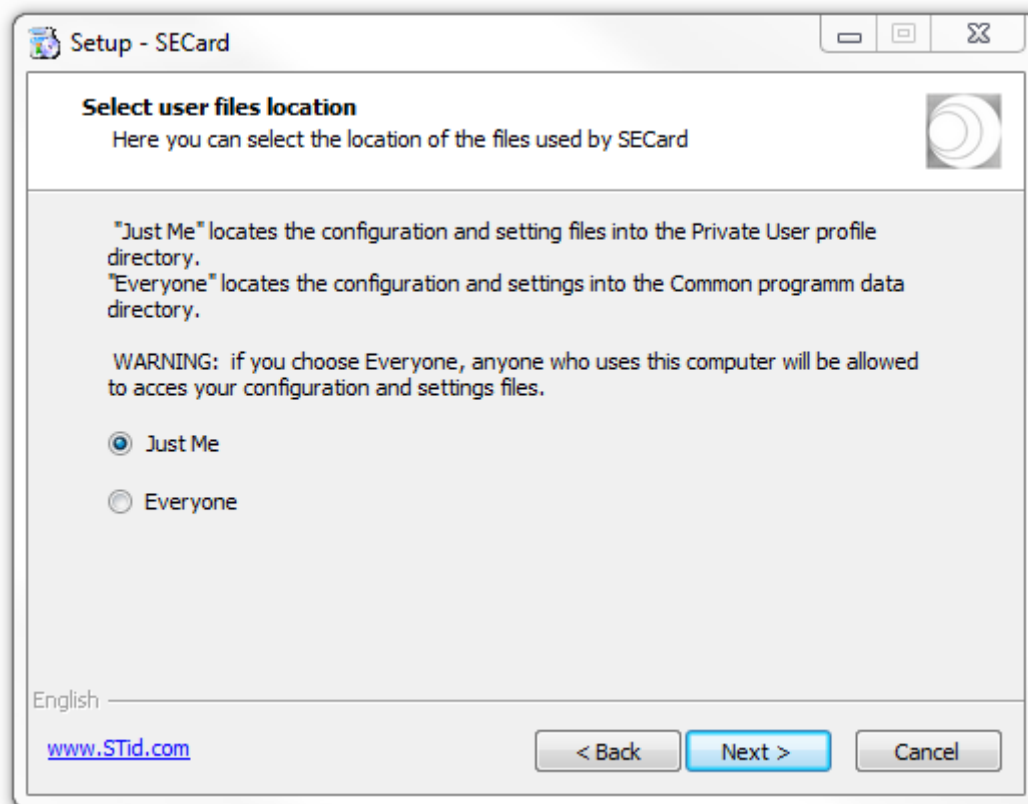 Setup - SECard
Select user files location
Here you can select the location of the files used by SECard
"Just Me" locates the configuration and setting files into the Private User profile
directory.
"Everyone" locates the configuration and settings into the Common programm data
directory.
WARNING:  if you choose Everyone, anyone who uses this computer will be allowed
to acces your configuration and settings files.
Just Me
Everyone
English
www.STid.com
< Back
Next >
Cancel